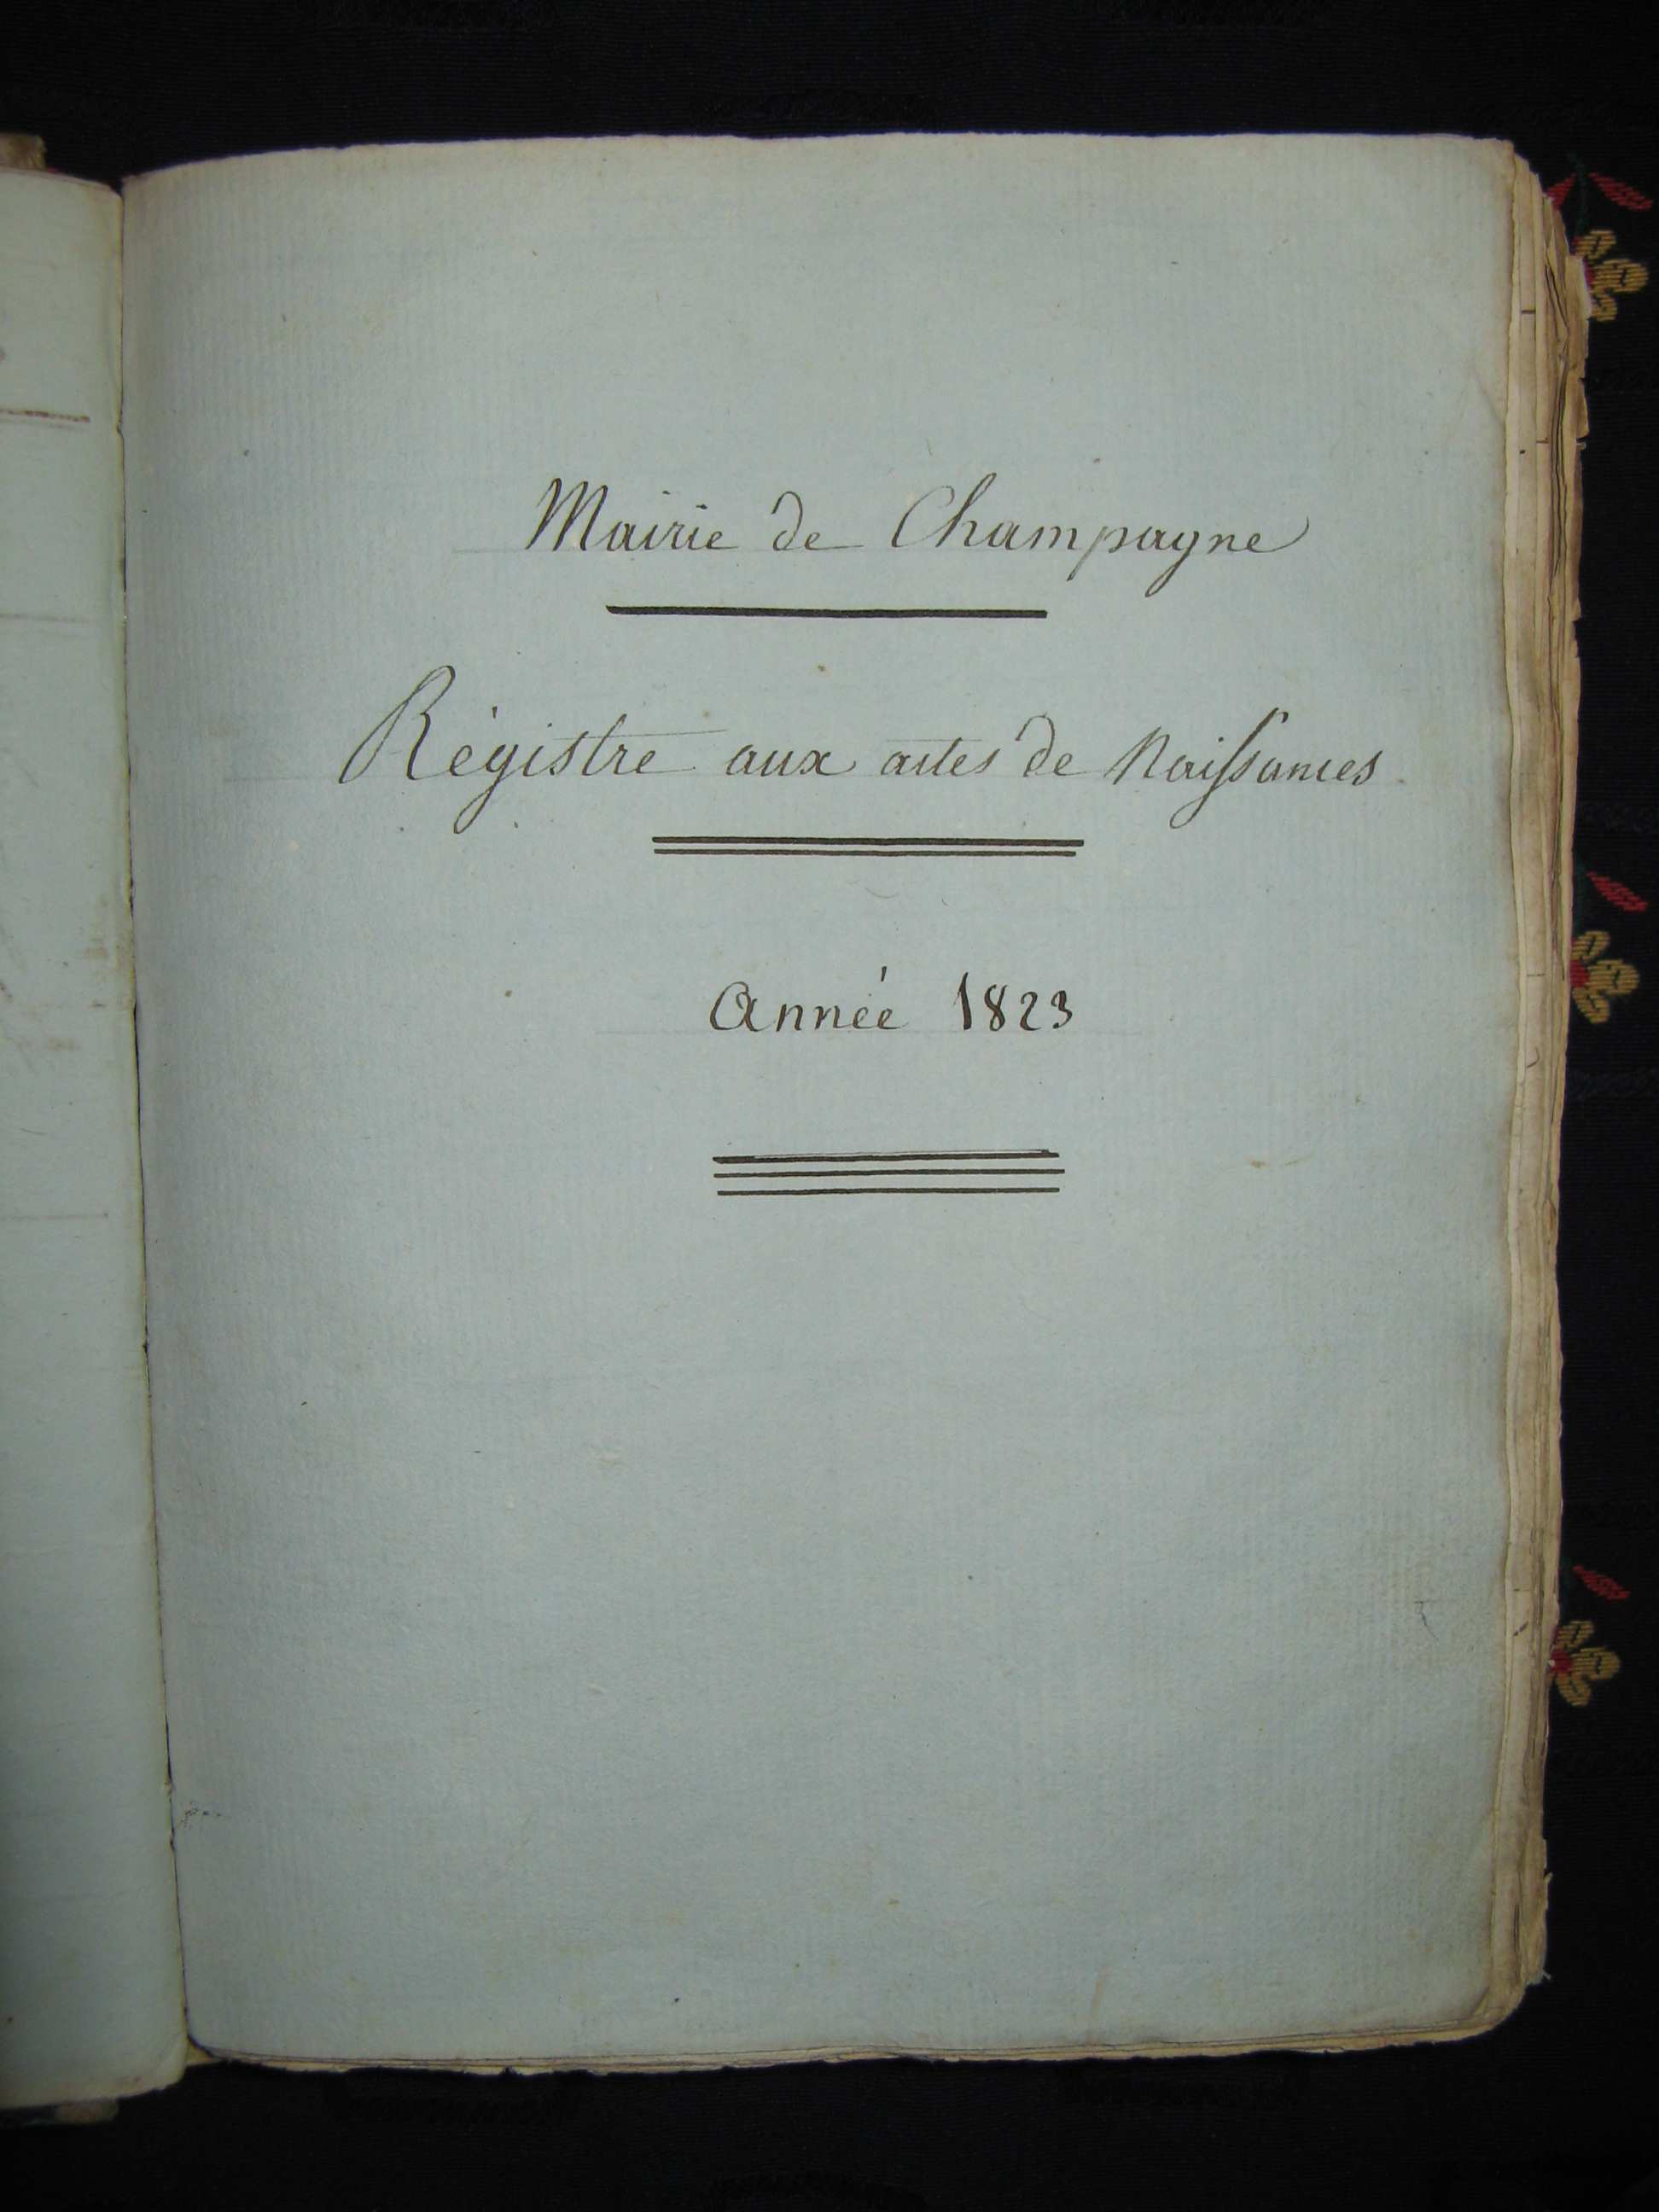 Mairie de Champagne
Régistre aux actes de Naissances
Année 1823